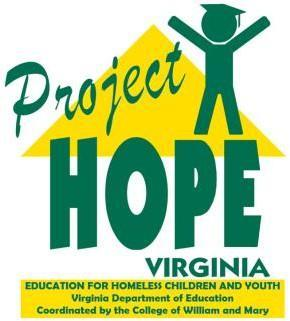 Project
HOPE
VIRGINIA
EDUCATION FOR HOMELESS CHILDREN AND YOUTH
Virginia Department of Education
Coordinated by the College of William and Mary